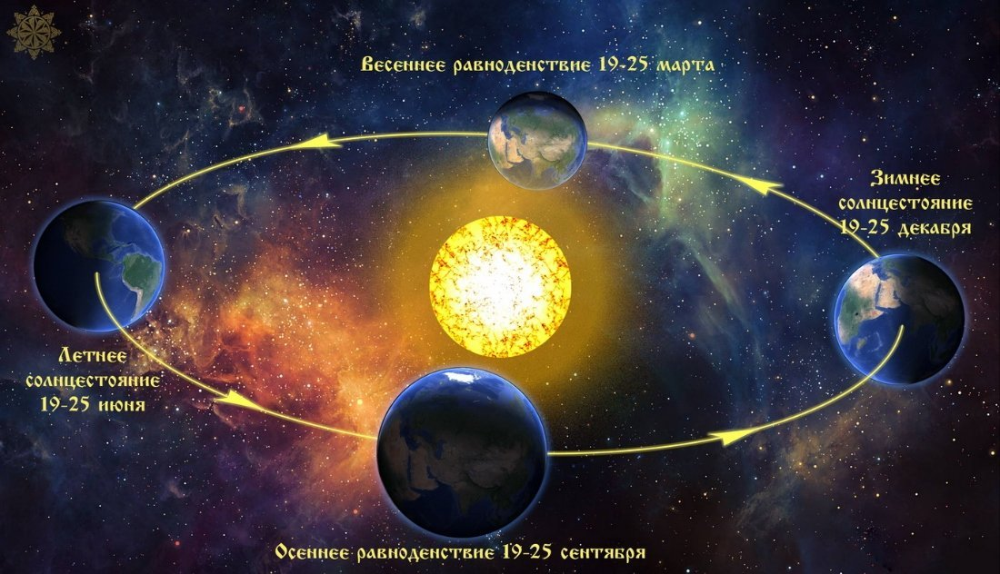 Весеннее равноденствие 19-25 марта
Зимнее
солнцестояние
19-25 декабря
Летнее
солнцестояние
19-25 июня
Осеннее равноденствие 19-25 сентября